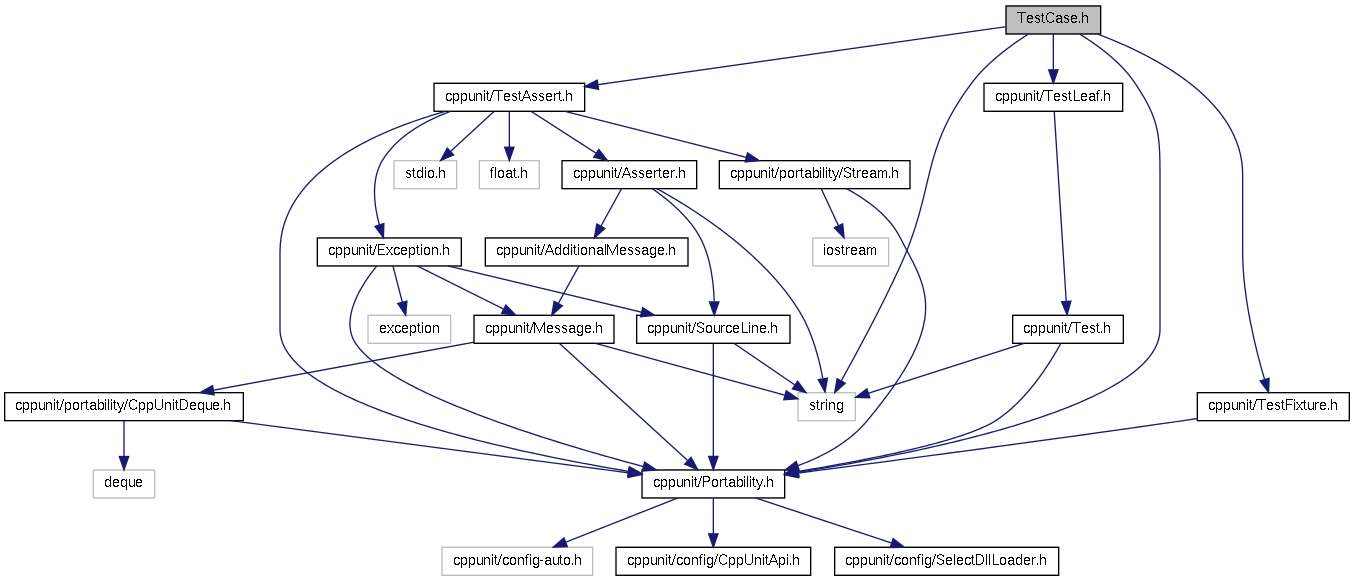 TestCase.h
cppunit/TestAssert.h
cppunit/TestLeaf.h
stdio.h
float.h
cppunit/Asserter.h
cppunit/portability/Stream.h
cppunit/Exception.h
cppunit/AdditionalMessage.h
iostream
exception
cppunit/Message.h
cppunit/SourceLine.h
cppunit/Test.h
cppunit/portability/CppUnitDeque.h
string
cppunit/TestFixture.h
deque
cppunit/Portability.h
cppunit/config-auto.h
cppunit/config/CppUnitApi.h
cppunit/config/SelectDllLoader.h